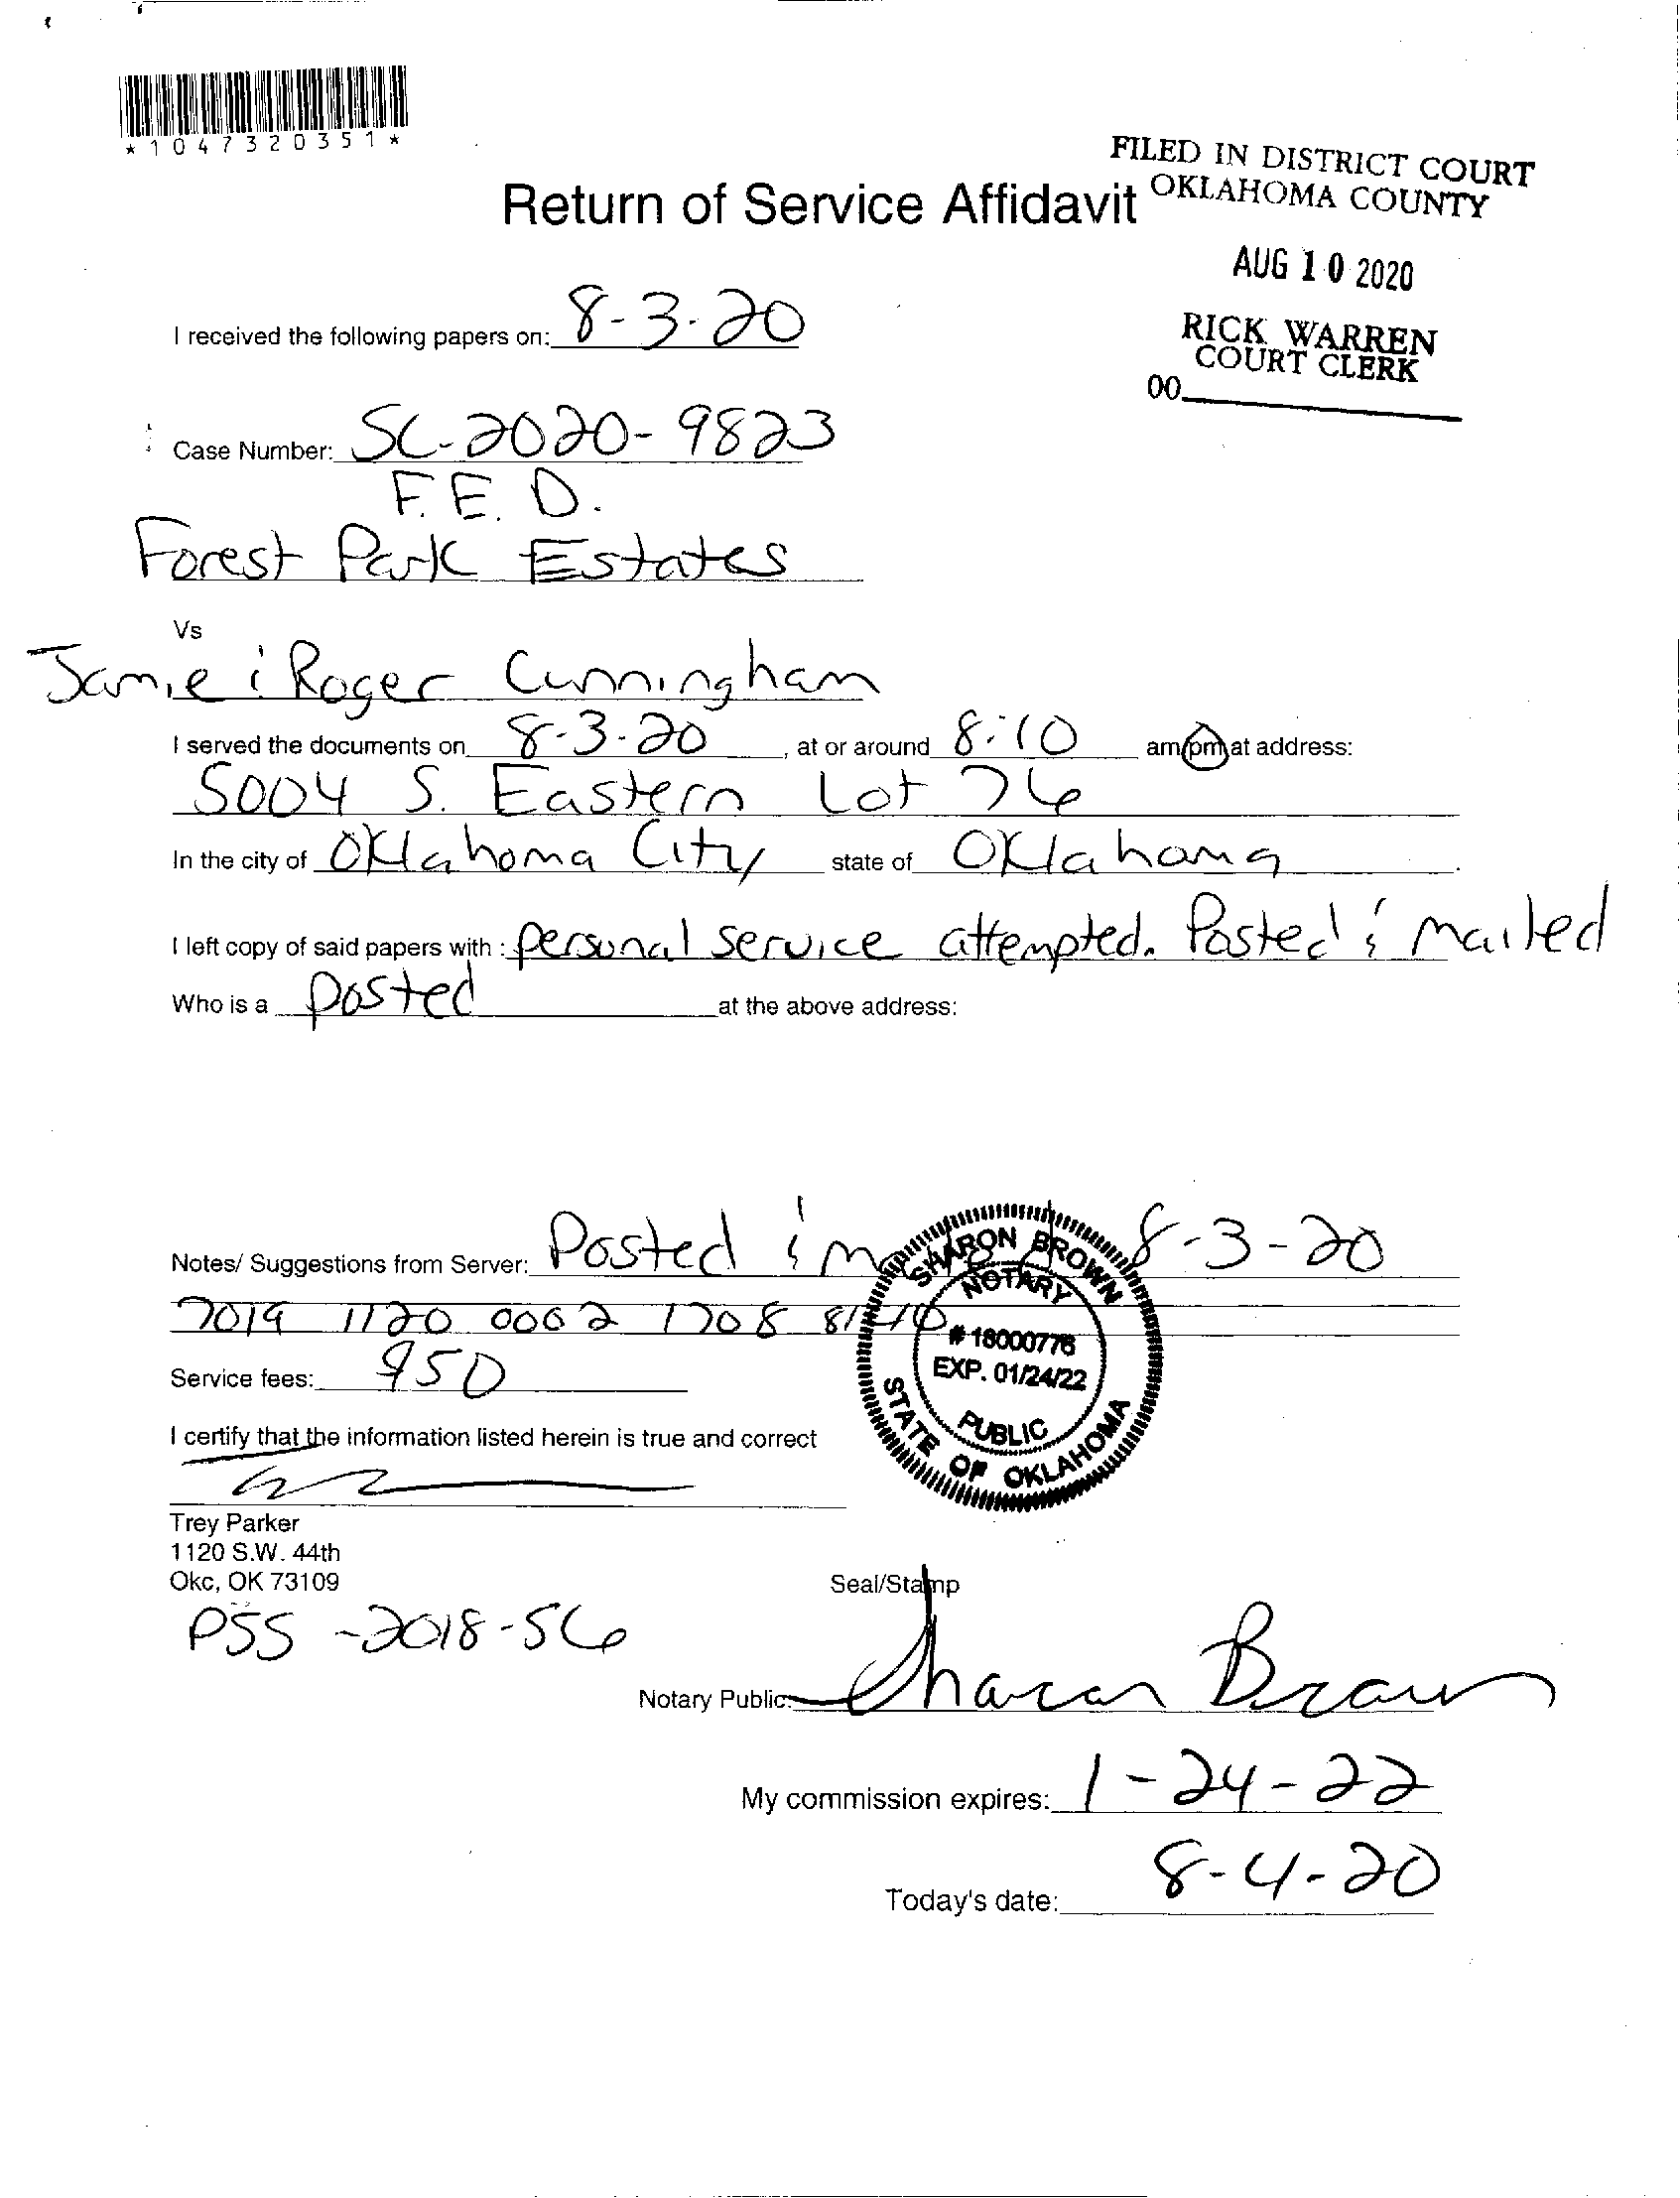 *1047320351*
FILED IN DISTRICT COURT
OKLAHOMA COUNTY
Return of Service Affidavit
AUG 10 2020
RICK WARREN
COURT CLERK
00
I received the following papers on: 8-3-20
Case Number: SC-2020-9823
F.E.D.
Forest Park Estates
Vs
Jamie & Roger Cunningham
I served the documents on 8-3-20, at or around 8:10 am/pm at address:
5004 S. Eastern Lot 76
In the city of Oklahoma City state of Oklahoma.
I left copy of said papers with: personal service attempted. Posted & mailed
Who is a posted at the above address:
Notes/ Suggestions from Server: Posted & 8-3-20
7019 1120 0002 1708
Service fees: 950
I certify that the information listed herein is true and correct
Trey Parker
1120 S.W. 44th
Okc, OK 73109
PSS-2018-56
SHARON BROWN
NOTARY
# 18000776
EXP. 01/24/22
PUBLIC
STATE OF OKLAHOMA
Seal/Stamp
Notary Public: Sharon Brown
My commission expires: 1-24-22
Today's date: 8-4-20